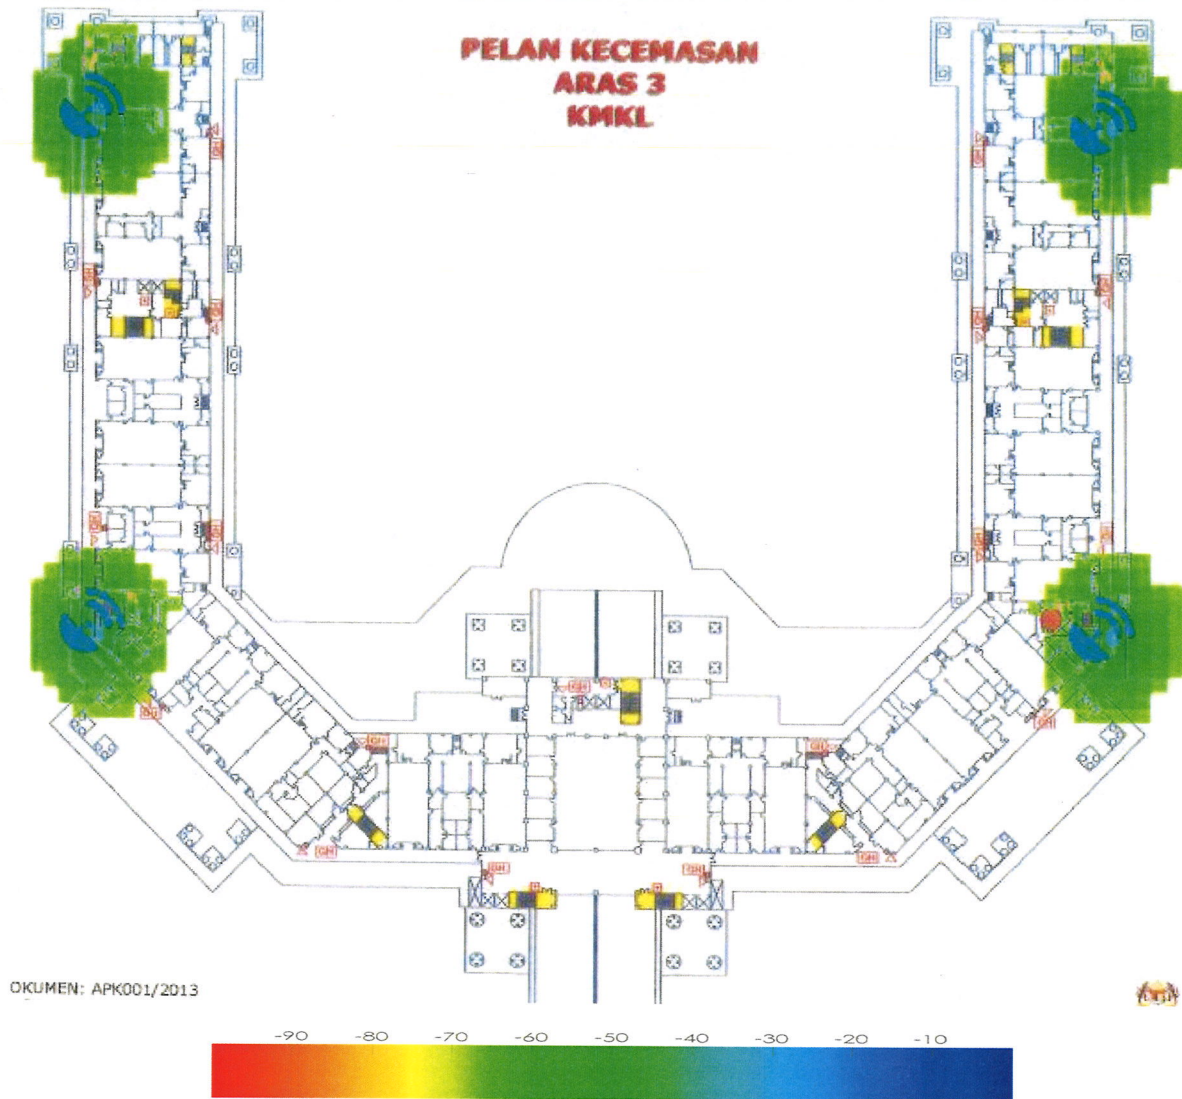 PELAN KECEMASAN
ARAS 3
KMKL
OKUMEN: APK001/2013
-90 -80 -70 -60 -50 -40 -30 -20 -10